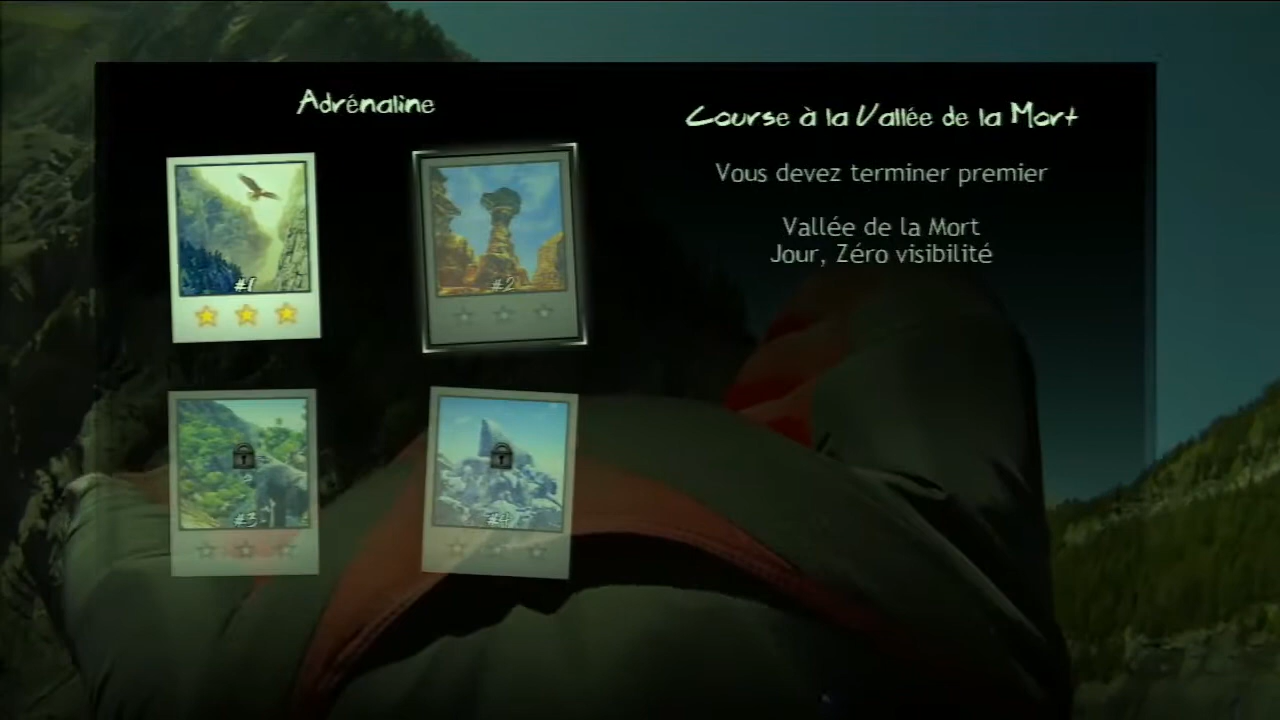 Adrénaline
#1
#2
#3
#4
Course à la Vallée de la Mort
Vous devez terminer premier
Vallée de la Mort
Jour, Zéro visibilité